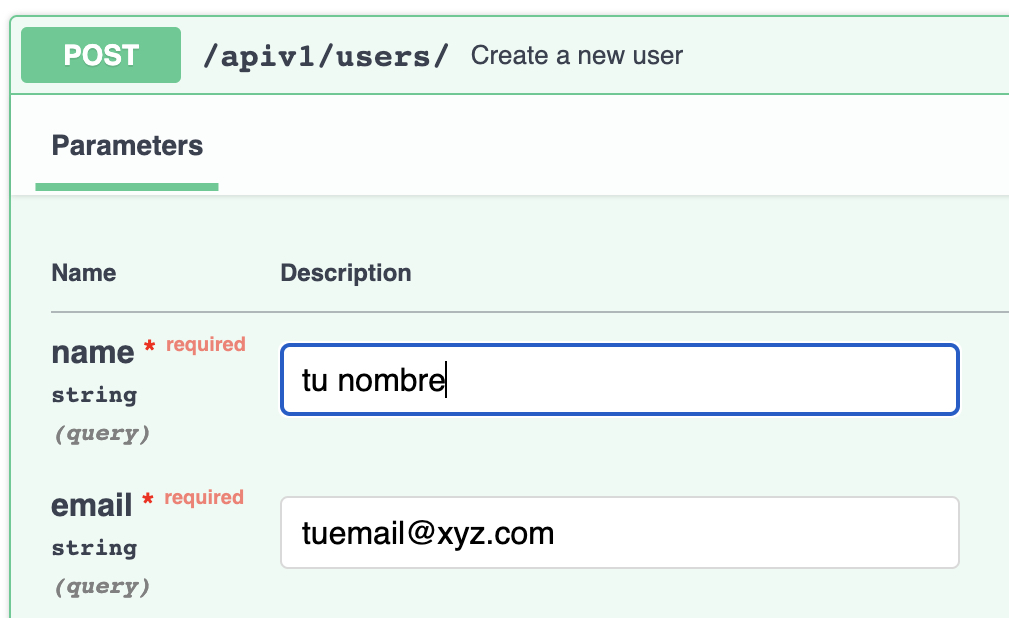 POST /apiv1/users/ Create a new user
Parameters
Name Description
name * required
string
(query)
tu nombre
email * required
string
(query)
tuemail@xyz.com